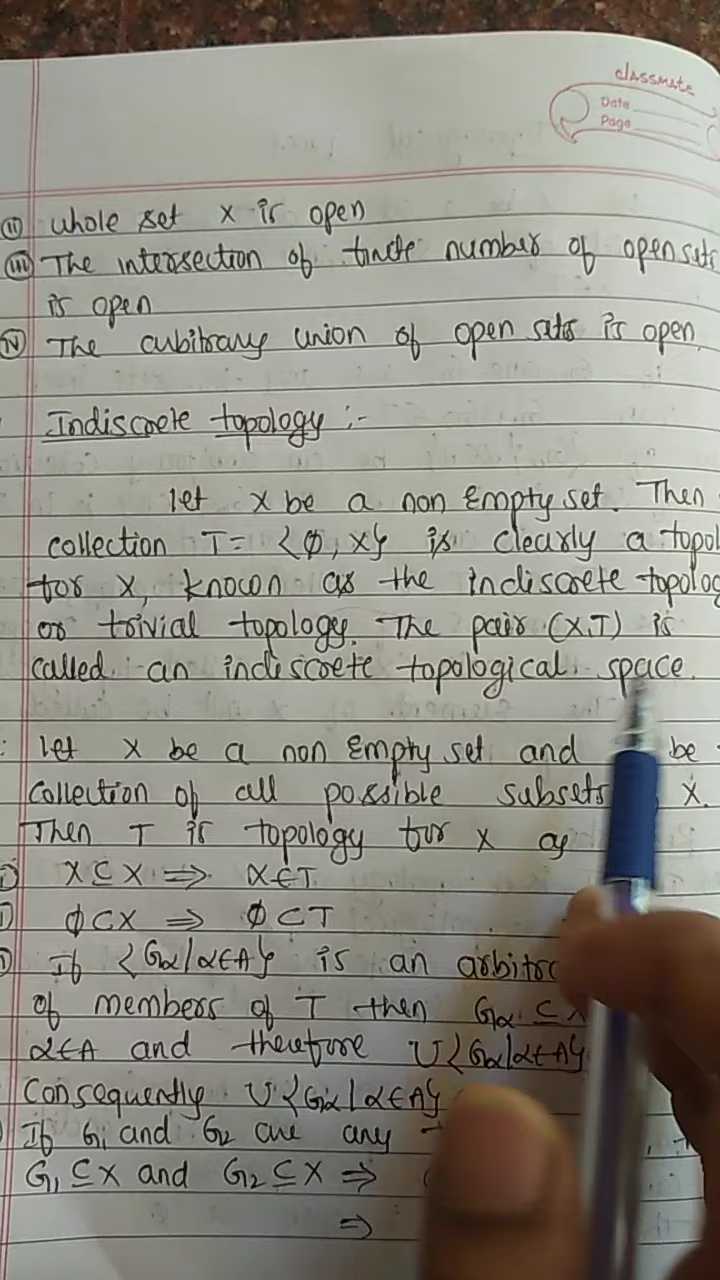 classmate
Date
Page
(ii) whole set X is open
(iii) The intersection of finite number of open sets
is open
(iv) The arbitrary union of open sets is open
Indiscrete topology :-
let X be a non Empty set. Then
collection T = {ϕ, X} is clearly a topol
for X, known as the indiscrete topolog
or trivial topology. The pair (X,T) is
called an indiscrete topological space.
: let X be a non Empty set and be
collection of all possible subsets X.
Then T is topology for X as
X ⊆ X ⇒ X ∈ T
ϕ ⊂ X ⇒ ϕ ⊂ T
If {Gα | α ∈ A} is an arbitra
of members of T then Gα ⊆ X
α ∈ A and therefore ∪{Gα | α ∈ A}
Consequently ∪{Gα | α ∈ A}
If G₁ and G₂ are any
G₁ ⊆ X and G₂ ⊆ X ⇒
⇒